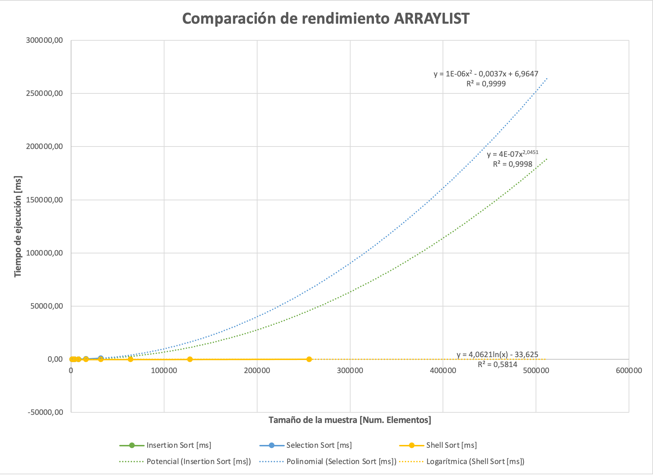 Comparación de rendimiento ARRAYLIST
300000,00
y = 1E-06x² - 0,0037x + 6,9647
R² = 0,9999
250000,00
200000,00
y = 4E-07x^2,0451
R² = 0,9998
150000,00
Tiempo de ejecución [ms]
100000,00
50000,00
y = 4,0621ln(x) - 33,625
R² = 0,5814
0,00
0 100000 200000 300000 400000 500000 600000
-50000,00
Tamaño de la muestra [Num. Elementos]
Insertion Sort [ms] Selection Sort [ms] Shell Sort [ms]
Potencial (Insertion Sort [ms]) Polinomial (Selection Sort [ms]) Logarítmica (Shell Sort [ms])